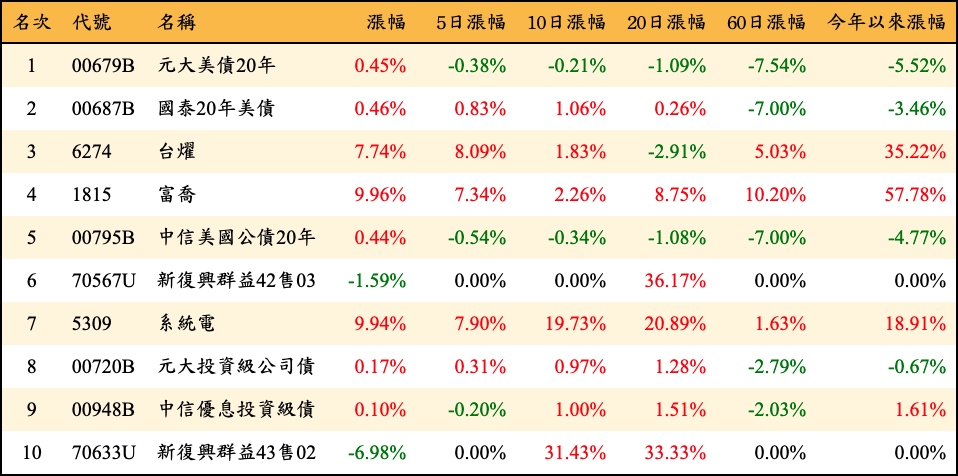 名次 代號 名稱 漲幅 5日漲幅 10日漲幅 20日漲幅 60日漲幅 今年以來漲幅
1 00679B 元大美債20年 0.45% -0.38% -0.21% -1.09% -7.54% -5.52%
2 00687B 國泰20年美債 0.46% 0.83% 1.06% 0.26% -7.00% -3.46%
3 6274 台燿 7.74% 8.09% 1.83% -2.91% 5.03% 35.22%
4 1815 富喬 9.96% 7.34% 2.26% 8.75% 10.20% 57.78%
5 00795B 中信美國公債20年 0.44% -0.54% -0.34% -1.08% -7.00% -4.77%
6 70567U 新復興群益42售03 -1.59% 0.00% 0.00% 36.17% 0.00% 0.00%
7 5309 系統電 9.94% 7.90% 19.73% 20.89% 1.63% 18.91%
8 00720B 元大投資級公司債 0.17% 0.31% 0.97% 1.28% -2.79% -0.67%
9 00948B 中信優息投資級債 0.10% -0.20% 1.00% 1.51% -2.03% 1.61%
10 70633U 新復興群益43售02 -6.98% 0.00% 31.43% 33.33% 0.00% 0.00%